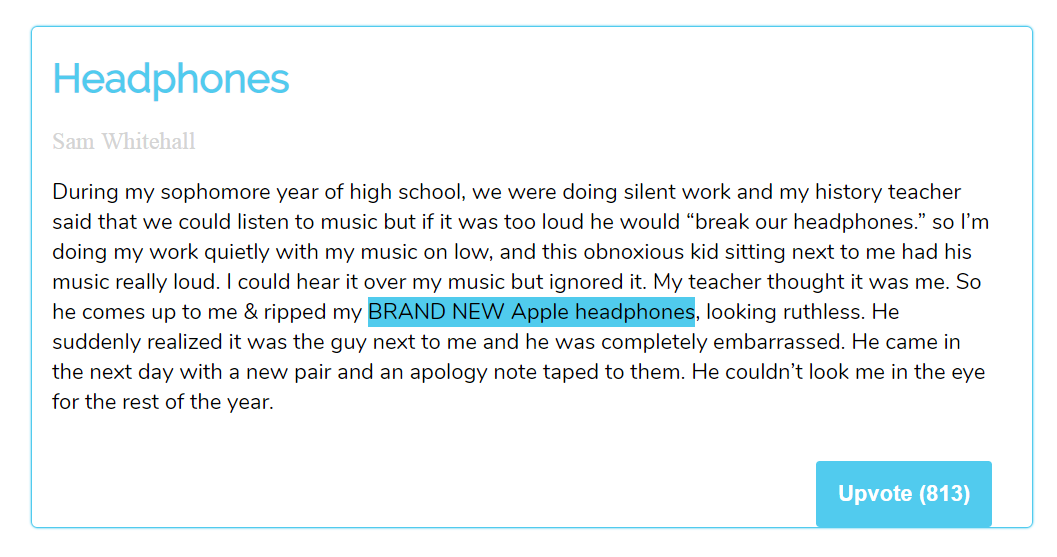 Headphones
Sam Whitehall
During my sophomore year of high school, we were doing silent work and my history teacher
said that we could listen to music but if it was too loud he would “break our headphones.” so I’m
doing my work quietly with my music on low, and this obnoxious kid sitting next to me had his
music really loud. I could hear it over my music but ignored it. My teacher thought it was me. So
he comes up to me & ripped my BRAND NEW Apple headphones, looking ruthless. He
suddenly realized it was the guy next to me and he was completely embarrassed. He came in
the next day with a new pair and an apology note taped to them. He couldn’t look me in the eye
for the rest of the year.
Upvote (813)